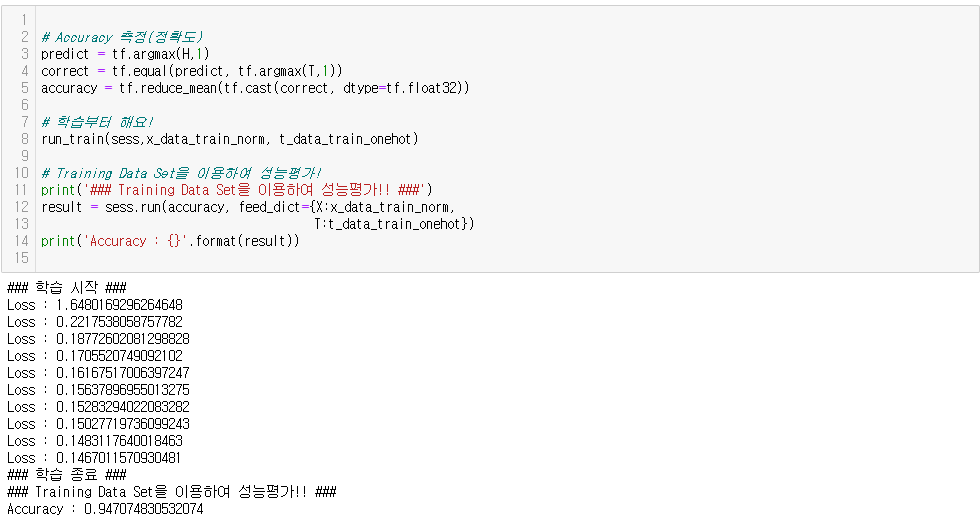 1
2 # Accuracy 측정(정확도)
3 predict = tf.argmax(H,1)
4 correct = tf.equal(predict, tf.argmax(T,1))
5 accuracy = tf.reduce_mean(tf.cast(correct, dtype=tf.float32))
6
7 # 학습부터 해요!
8 run_train(sess,x_data_train_norm, t_data_train_onehot)
9
10 # Training Data Set을 이용하여 성능평가!
11 print('### Training Data Set을 이용하여 성능평가!! ###')
12 result = sess.run(accuracy, feed_dict={X:x_data_train_norm,
13 T:t_data_train_onehot})
14 print('Accuracy : {}'.format(result))
15
### 학습 시작 ###
Loss : 1.6480169296264648
Loss : 0.2217538058757782
Loss : 0.18772602081298828
Loss : 0.1705520749092102
Loss : 0.16167517006397247
Loss : 0.15637896955013275
Loss : 0.15283294022083282
Loss : 0.15027719736099243
Loss : 0.1483117640018463
Loss : 0.1467011570930481
### 학습 종료 ###
### Training Data Set을 이용하여 성능평가!! ###
Accuracy : 0.947074830532074